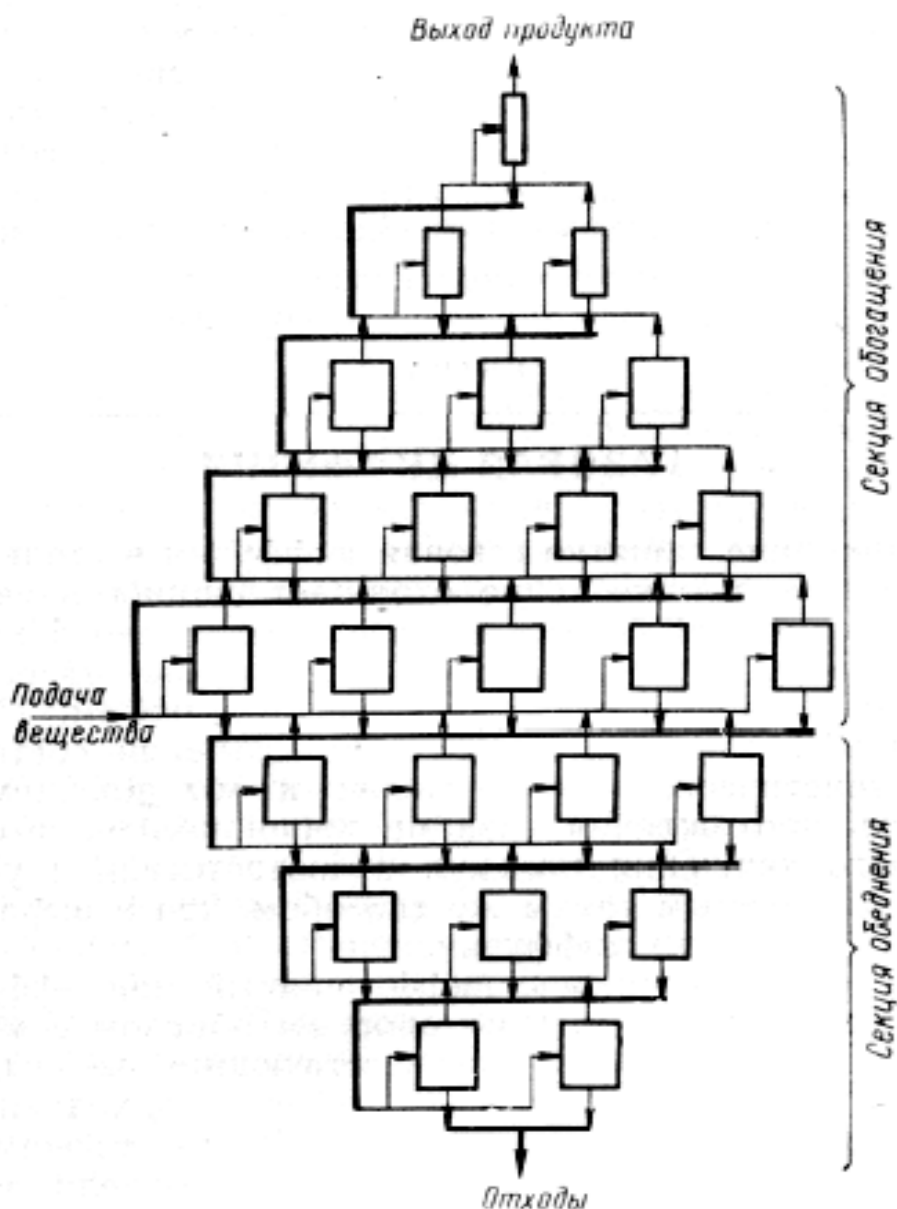 Выход продукта
Секция обогащения
Подача
вещества
Секция обеднения
Отходы